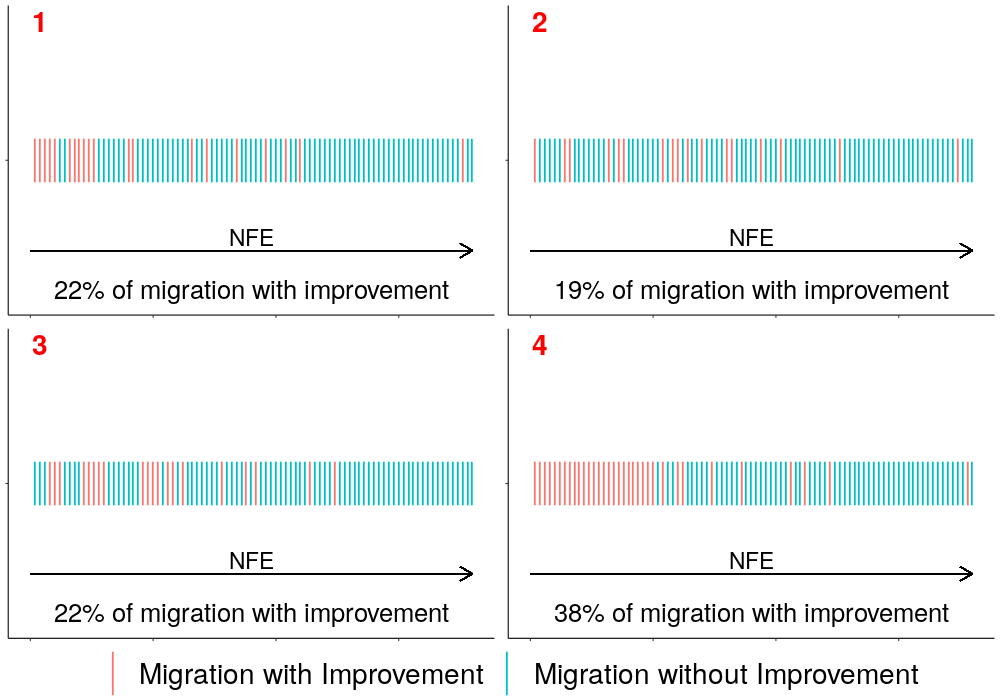 1
NFE
22% of migration with improvement
2
NFE
19% of migration with improvement
3
NFE
22% of migration with improvement
4
NFE
38% of migration with improvement
Migration with Improvement
Migration without Improvement